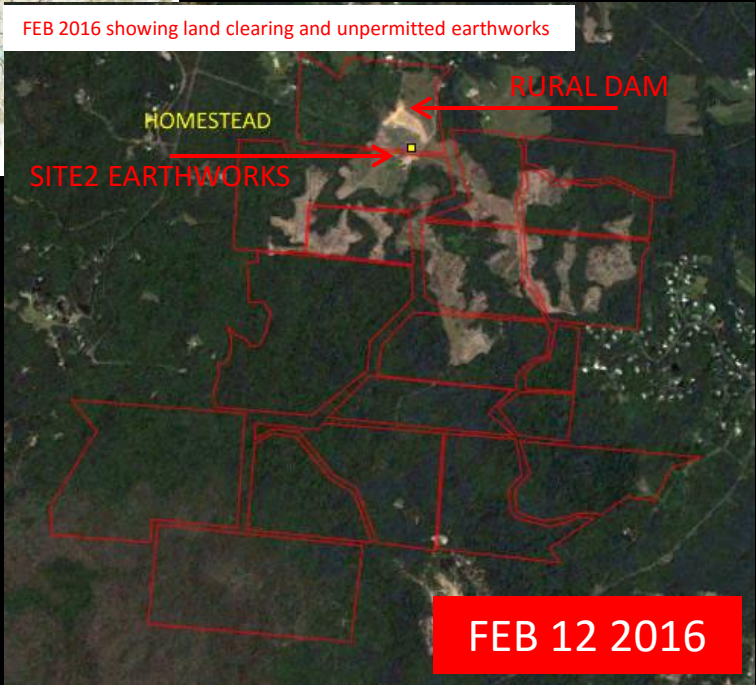 FEB 2016 showing land clearing and unpermitted earthworks
RURAL DAM
HOMESTEAD
SITE2 EARTHWORKS
FEB 12 2016